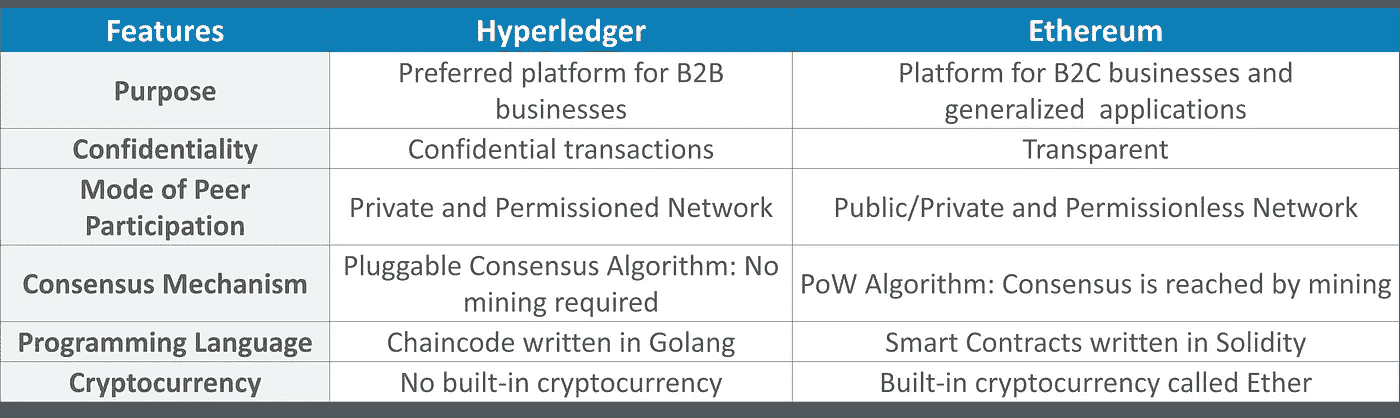 Features Hyperledger Ethereum
Purpose
Preferred platform for B2B
businesses
Platform for B2C businesses and
generalized applications
Confidentiality Confidential transactions Transparent
Mode of Peer
Participation
Private and Permissioned Network Public/Private and Permissionless Network
Consensus Mechanism
Pluggable Consensus Algorithm: No
mining required
PoW Algorithm: Consensus is reached by mining
Programming Language Chaincode written in Golang Smart Contracts written in Solidity
Cryptocurrency No built-in cryptocurrency Built-in cryptocurrency called Ether